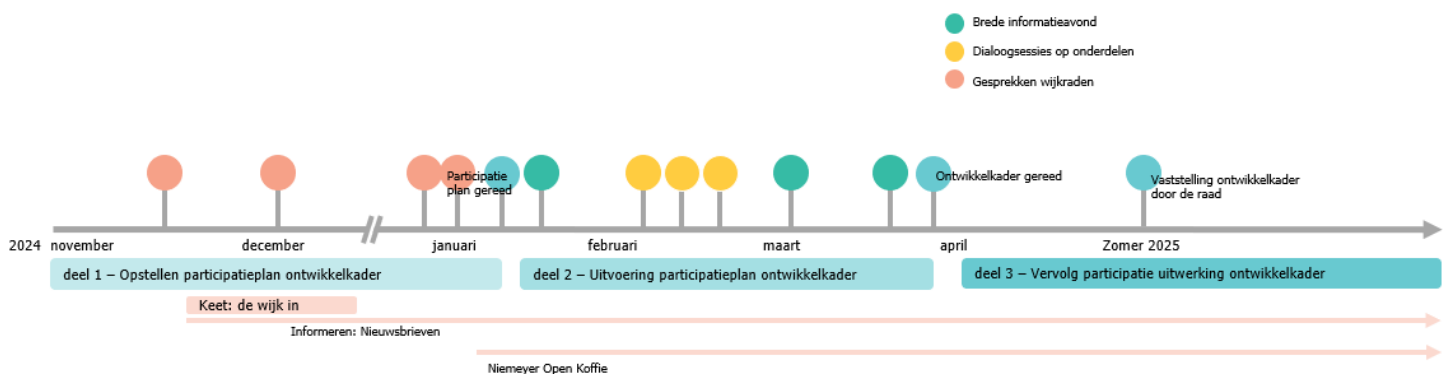 Brede informatieavond
Dialoogsessies op onderdelen
Gesprekken wijkraden
Participatie
plan gereed
Ontwikkelkader gereed
Vaststelling ontwikkelkader
door de raad
2024 november december januari februari maart april Zomer 2025
deel 1 – Opstellen participatieplan ontwikkelkader
deel 2 – Uitvoering participatieplan ontwikkelkader
deel 3 – Vervolg participatie uitwerking ontwikkelkader
Keet: de wijk in
Informeren: Nieuwsbrieven
Niemeyer Open Koffie